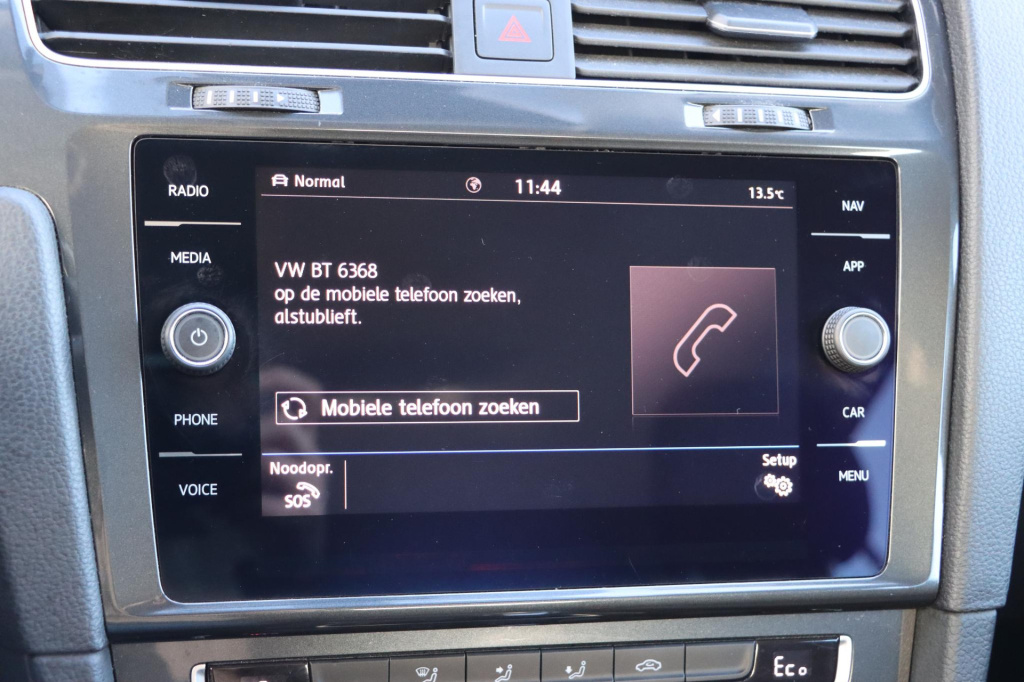 RADIO
MEDIA
PHONE
VOICE
Normal
11:44
13.5°C
VW BT 6368
op de mobiele telefoon zoeken,
alstublieft.
Mobiele telefoon zoeken
Noodopr.
SOS
Setup
NAV
APP
CAR
MENU
Eco